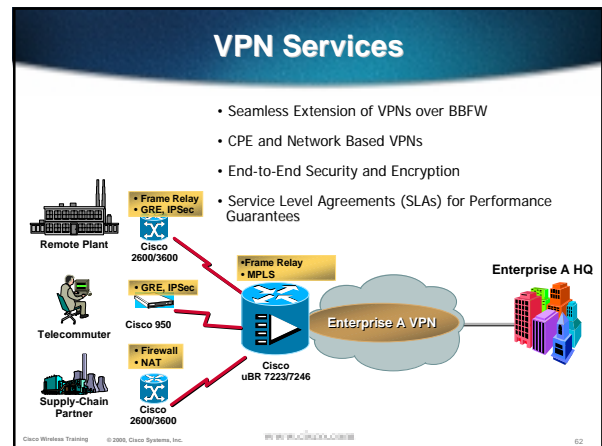 VPN Services
• Seamless Extension of VPNs over BBFW
• CPE and Network Based VPNs
• End-to-End Security and Encryption
• Service Level Agreements (SLAs) for Performance
Guarantees
• Frame Relay
• GRE, IPSec
Remote Plant
Cisco
2600/3600
•Frame Relay
• MPLS
Enterprise A HQ
• GRE, IPSec
Telecommuter
Cisco 950
Enterprise A VPN
• Firewall
• NAT
Cisco
uBR 7223/7246
Supply-Chain
Partner
Cisco
2600/3600
Cisco Wireless Training
© 2000, Cisco Systems, Inc.
www.cisco.com
62